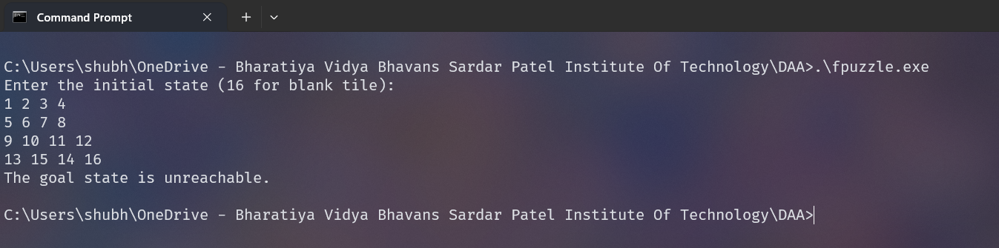 Command Prompt
C:\Users\shubh\OneDrive - Bharatiya Vidya Bhavans Sardar Patel Institute Of Technology\DAA>.\fpuzzle.exe
Enter the initial state (16 for blank tile):
1 2 3 4
5 6 7 8
9 10 11 12
13 15 14 16
The goal state is unreachable.
C:\Users\shubh\OneDrive - Bharatiya Vidya Bhavans Sardar Patel Institute Of Technology\DAA>